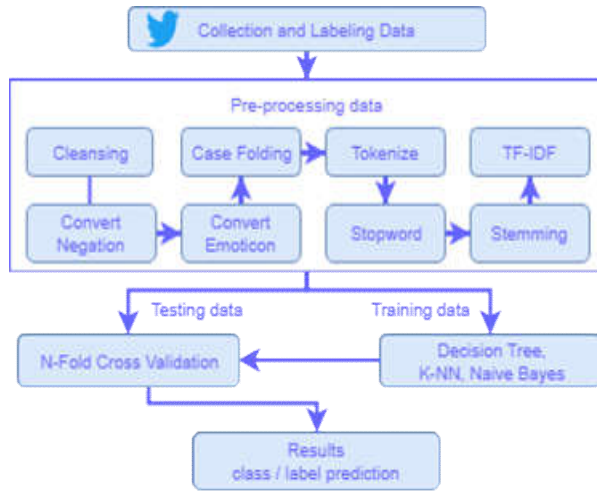 Collection and Labeling Data
Pre-processing data
Cleansing
Case Folding
Tokenize
TF-IDF
Convert
Negation
Convert
Emoticon
Stopword
Stemming
Testing data
Training data
N-Fold Cross Validation
Decision Tree,
K-NN, Naive Bayes
Results
class / label prediction